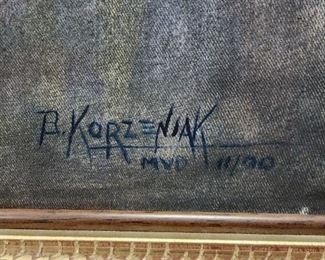 B. KORZENIAK
MVD 11/90